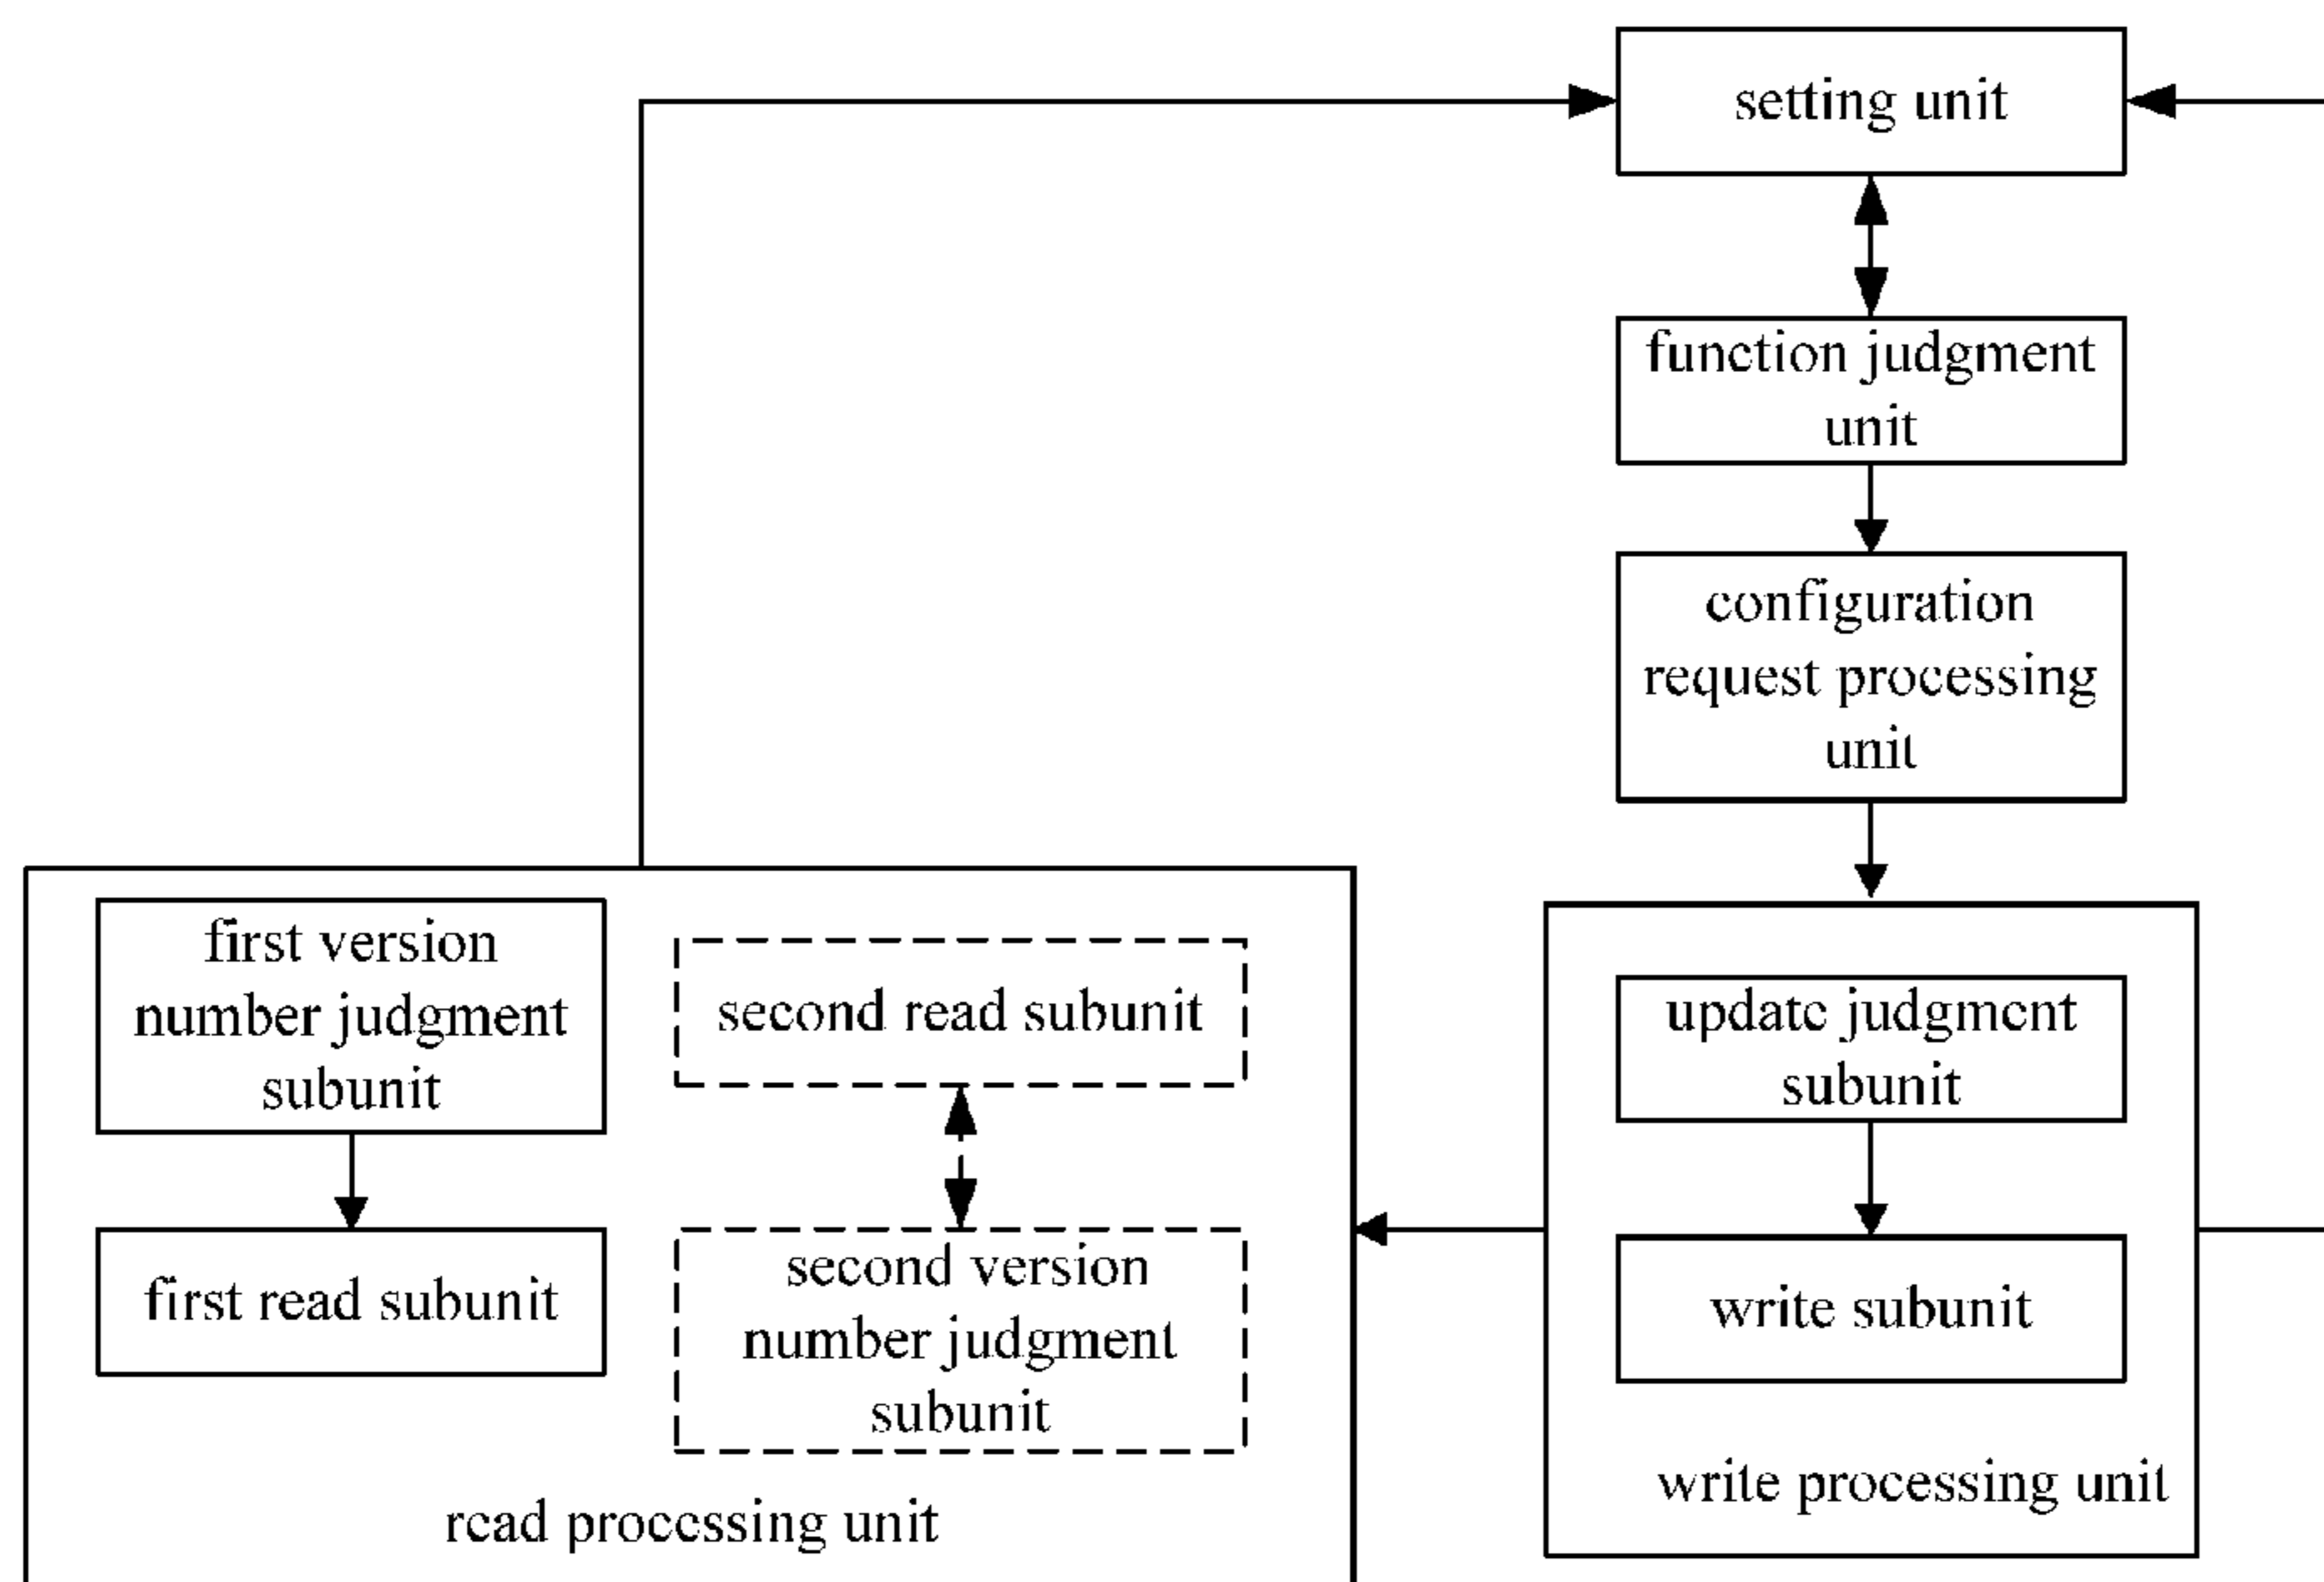 setting unit
function judgment
unit
configuration
request processing
unit
first version
number judgment
subunit
second read subunit
first read subunit
second version
number judgment
subunit
read processing unit
update judgment
subunit
write subunit
write processing unit